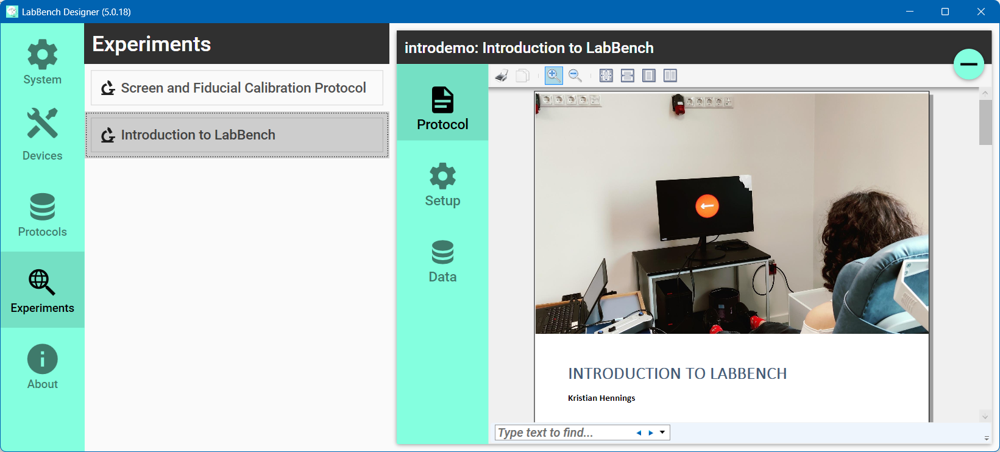 LabBench Designer (5.0.18)
System
Devices
Protocols
Experiments
About
Experiments
Screen and Fiducial Calibration Protocol
Introduction to LabBench
introdemo: Introduction to LabBench
Protocol
Setup
Data
INTRODUCTION TO LABBENCH
Kristian Hennings
Type text to find...